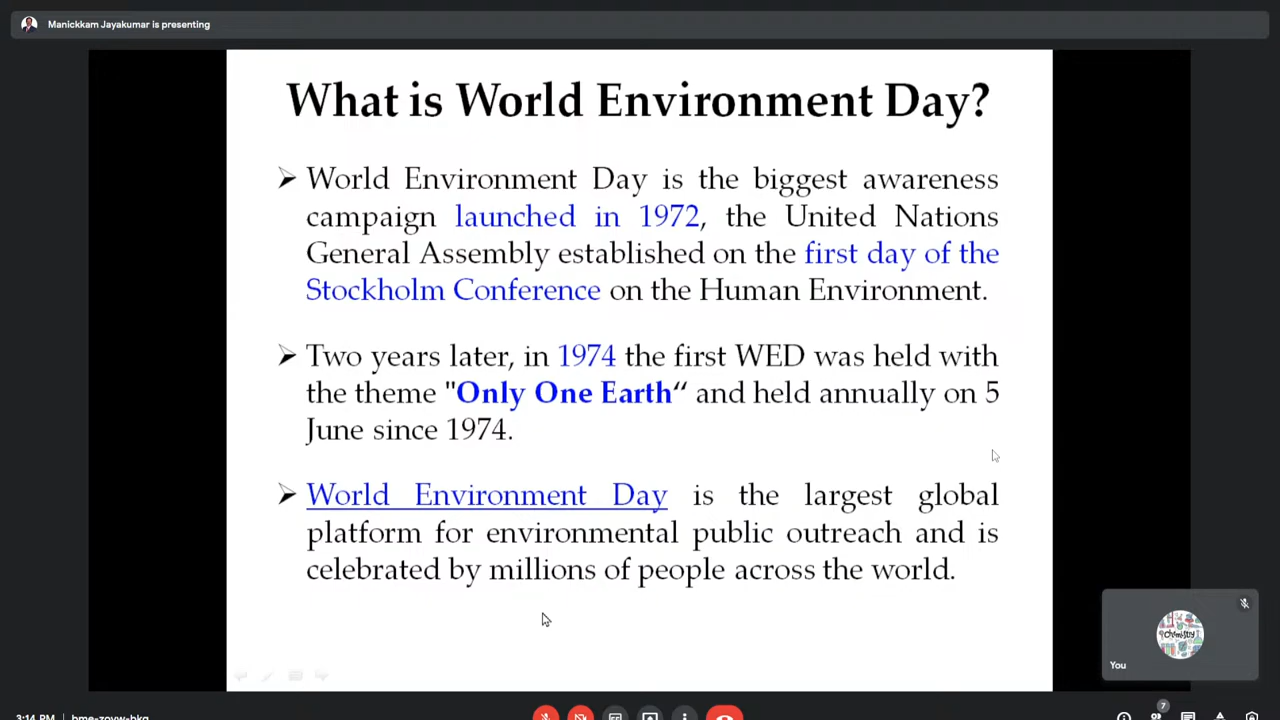 Manickkam Jayakumar is presenting
What is World Environment Day?
➢ World Environment Day is the biggest awareness
campaign launched in 1972, the United Nations
General Assembly established on the first day of the
Stockholm Conference on the Human Environment.
➢ Two years later, in 1974 the first WED was held with
the theme "Only One Earth“ and held annually on 5
June since 1974.
➢ World Environment Day is the largest global
platform for environmental public outreach and is
celebrated by millions of people across the world.
Chemistry
You
7
3:14 PM